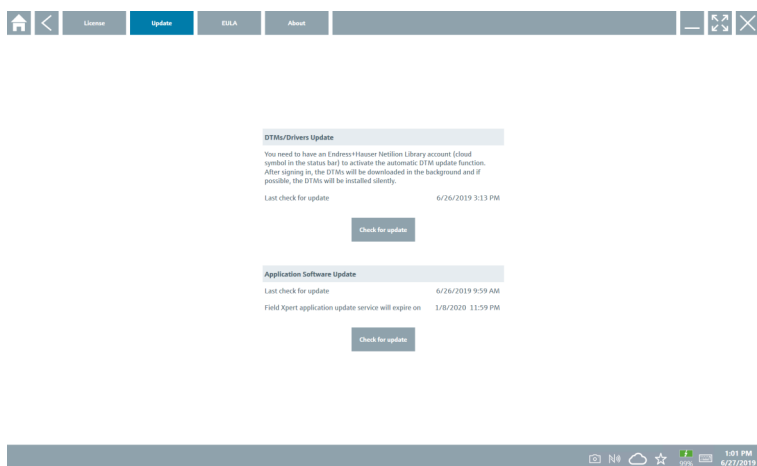 License Update EULA About
DTMs/Drivers Update
You need to have an Endress+Hauser Netilion Library account (cloud
symbol in the status bar) to activate the automatic DTM update function.
After signing in, the DTMs will be downloaded in the background and if
possible, the DTMs will be installed silently.
Last check for update 6/26/2019 3:13 PM
Check for update
Application Software Update
Last check for update 6/26/2019 9:59 AM
Field Xpert application update service will expire on 1/8/2020 11:59 PM
Check for update
99% 1:01 PM
6/27/2019